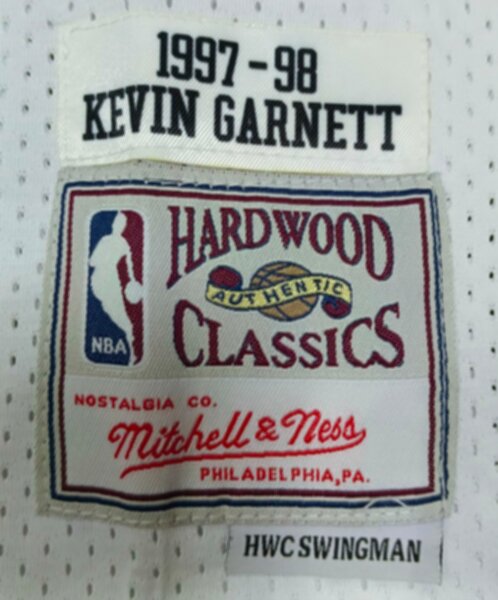 1997-98
KEVIN GARNETT
HARDWOOD
AUTHENTIC
CLASSICS
NBA
NOSTALGIA CO.
Mitchell & Ness
PHILADELPHIA, PA.
HWC SWINGMAN